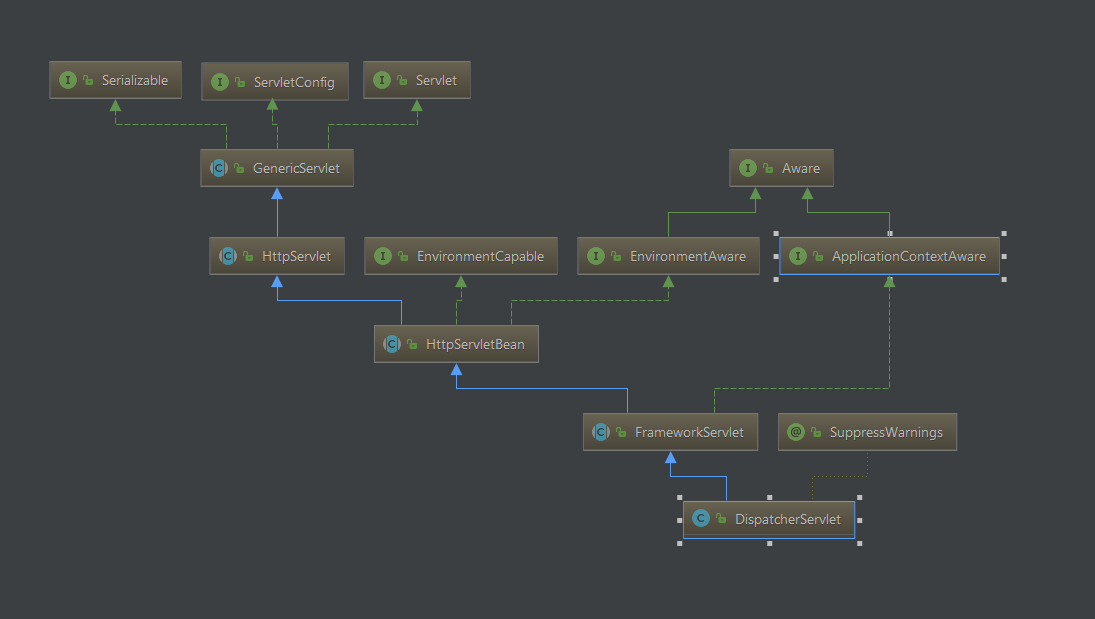 I Serializable
I ServletConfig
I Servlet
C GenericServlet
I Aware
C HttpServlet
I EnvironmentCapable
I EnvironmentAware
I ApplicationContextAware
C HttpServletBean
C FrameworkServlet
@ SuppressWarnings
C DispatcherServlet